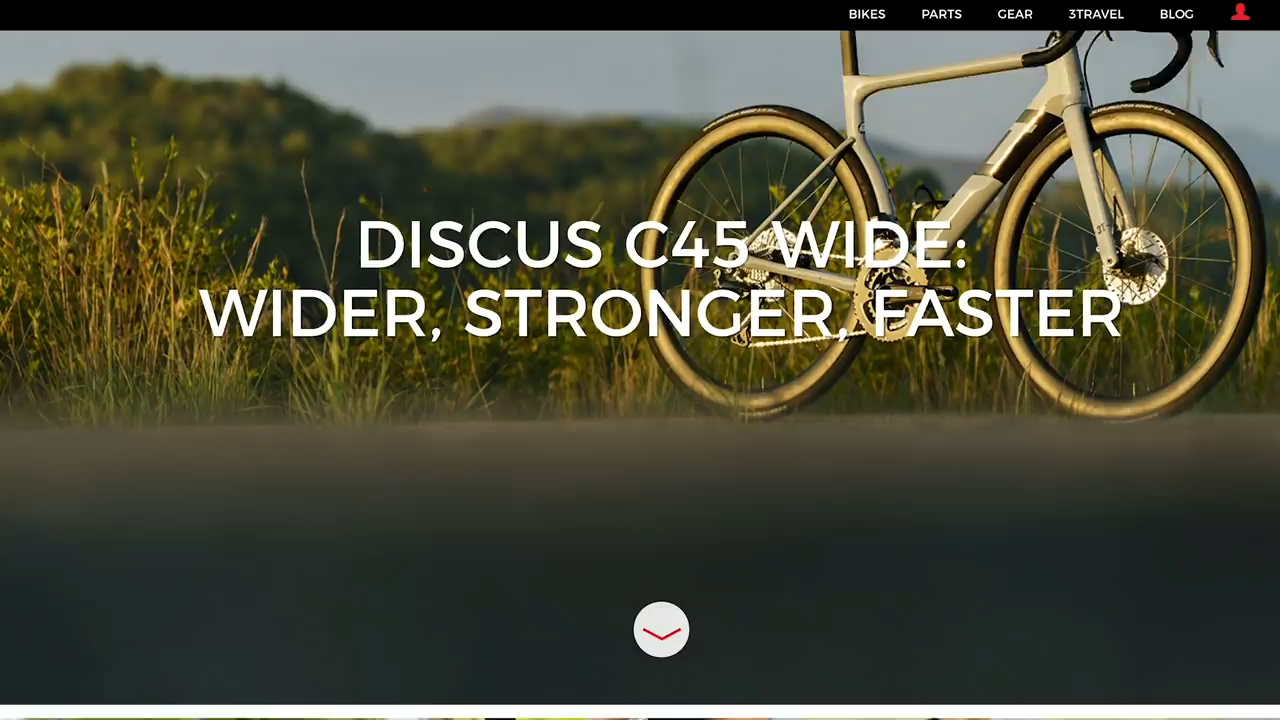 BIKES PARTS GEAR 3TRAVEL BLOG
DISCUS C45 WIDE:
WIDER, STRONGER, FASTER